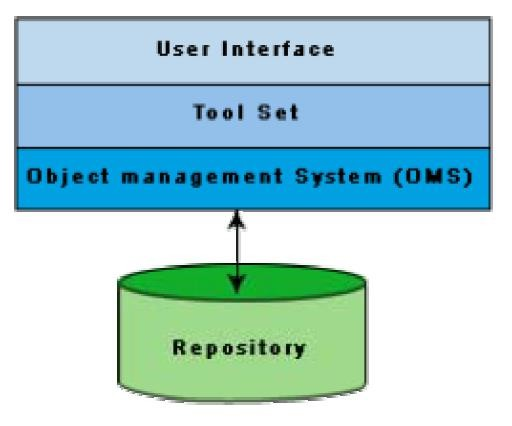 User Interface
Tool Set
Object management System (OMS)
Repository